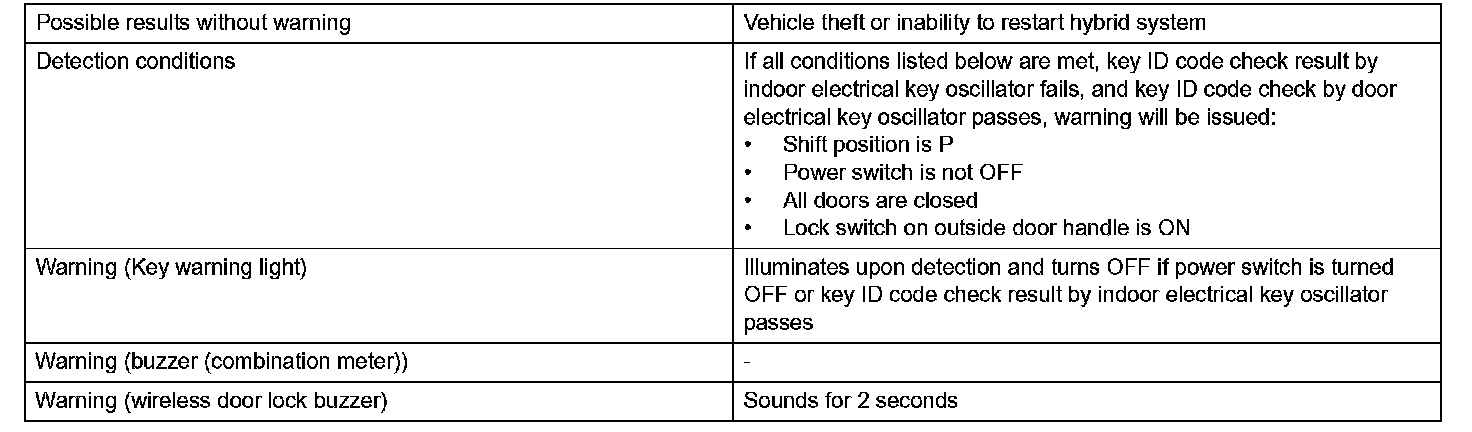 Possible results without warning
Vehicle theft or inability to restart hybrid system
Detection conditions
If all conditions listed below are met, key ID code check result by
indoor electrical key oscillator fails, and key ID code check by door
electrical key oscillator passes, warning will be issued:
• Shift position is P
• Power switch is not OFF
• All doors are closed
• Lock switch on outside door handle is ON
Warning (Key warning light)
Illuminates upon detection and turns OFF if power switch is turned
OFF or key ID code check result by indoor electrical key oscillator
passes
Warning (buzzer (combination meter))
-
Warning (wireless door lock buzzer)
Sounds for 2 seconds